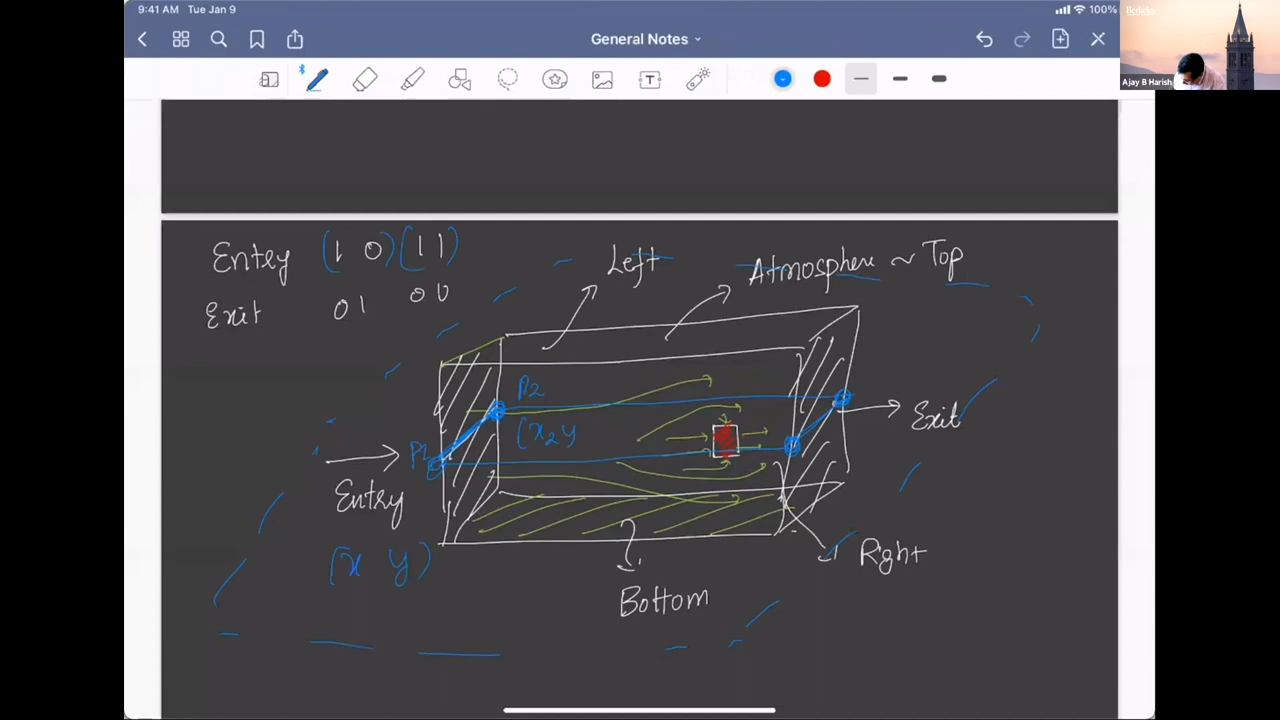 9:41 AM Tue Jan 9
100%
General Notes
Berkeley
Ajay B Harish
Entry (1 0) (1 1)
Exit 0 1 0 0
Left
Atmosphere ~ Top
P2
(x2 y
P1
Exit
Entry
(x y)
Right
Bottom